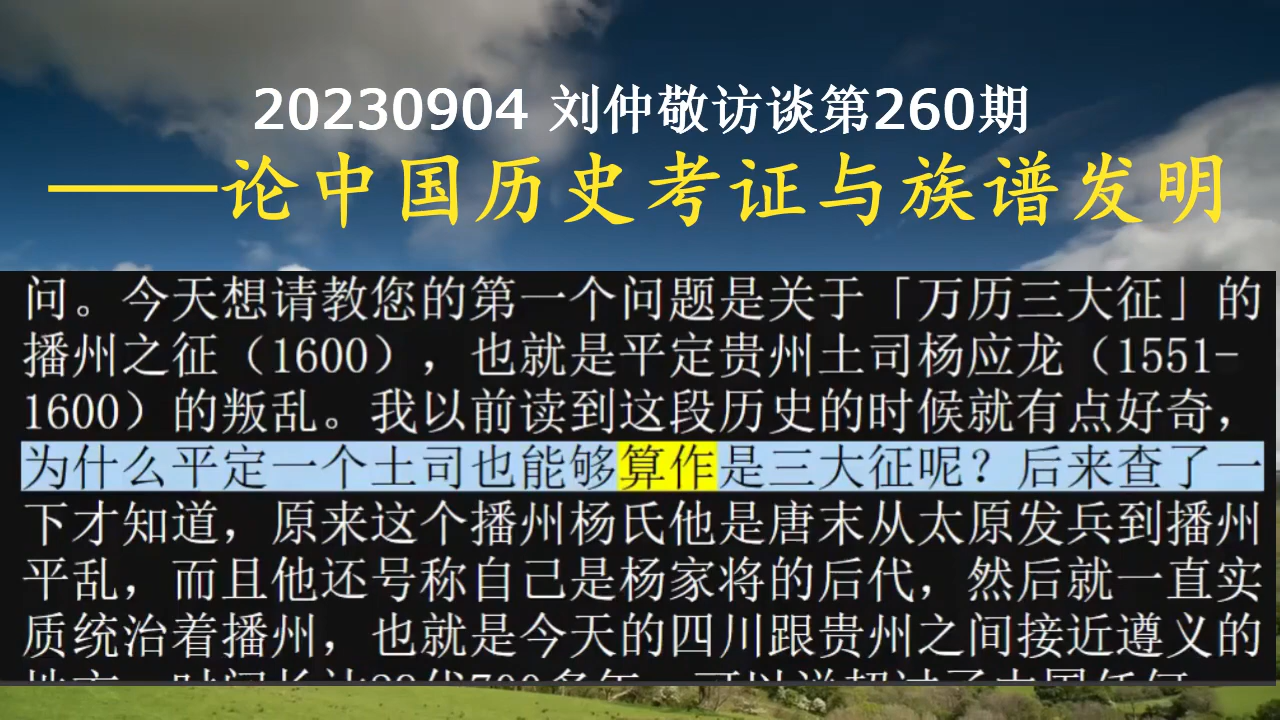 20230904 刘仲敬访谈第260期
——论中国历史考证与族谱发明
问。今天想请教您的第一个问题是关于「万历三大征」的
播州之征（1600），也就是平定贵州土司杨应龙（1551-
1600）的叛乱。我以前读到这段历史的时候就有点好奇，
为什么平定一个土司也能够算作是三大征呢？后来查了一
下才知道，原来这个播州杨氏他是唐末从太原发兵到播州
平乱，而且他还号称自己是杨家将的后代，然后就一直实
质统治着播州，也就是今天的四川跟贵州之间接近遵义的